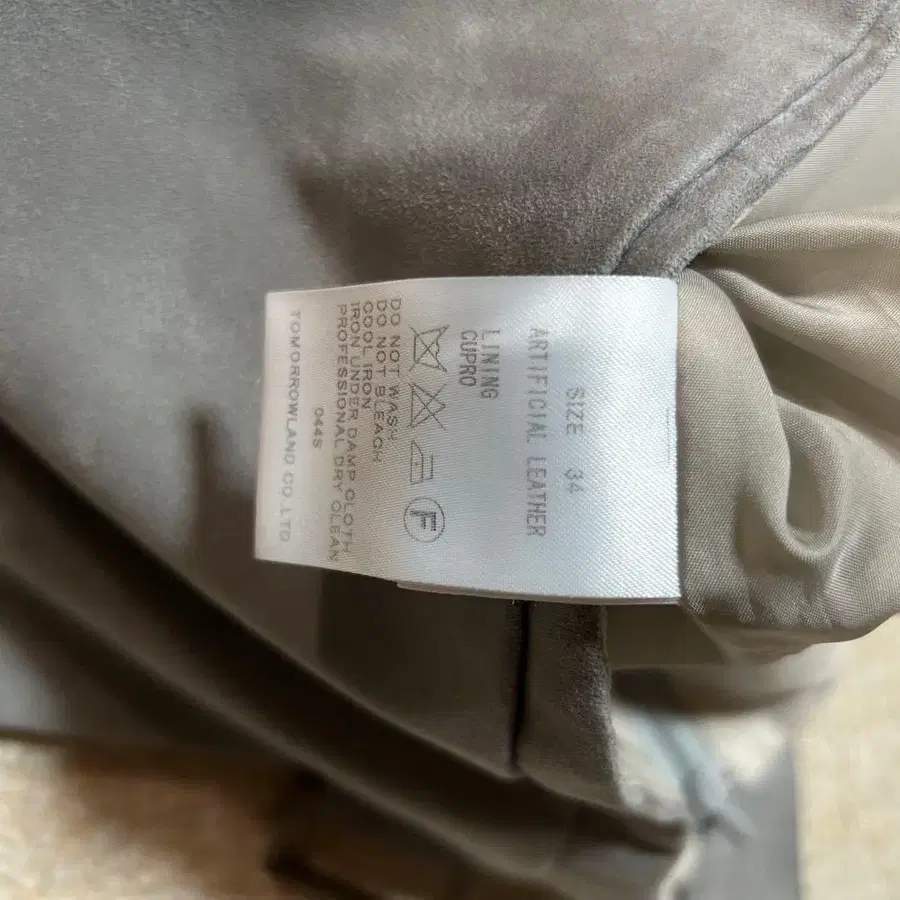 SIZE 34
ARTIFICIAL LEATHER
LINING
CUPRO
F
DO NOT WASH
DO NOT BLEACH
COOL IRON
IRON UNDER DAMP CLOTH
PROFESSIONAL DRY CLEAN
044S
TOMORROWLAND CO.,LTD.